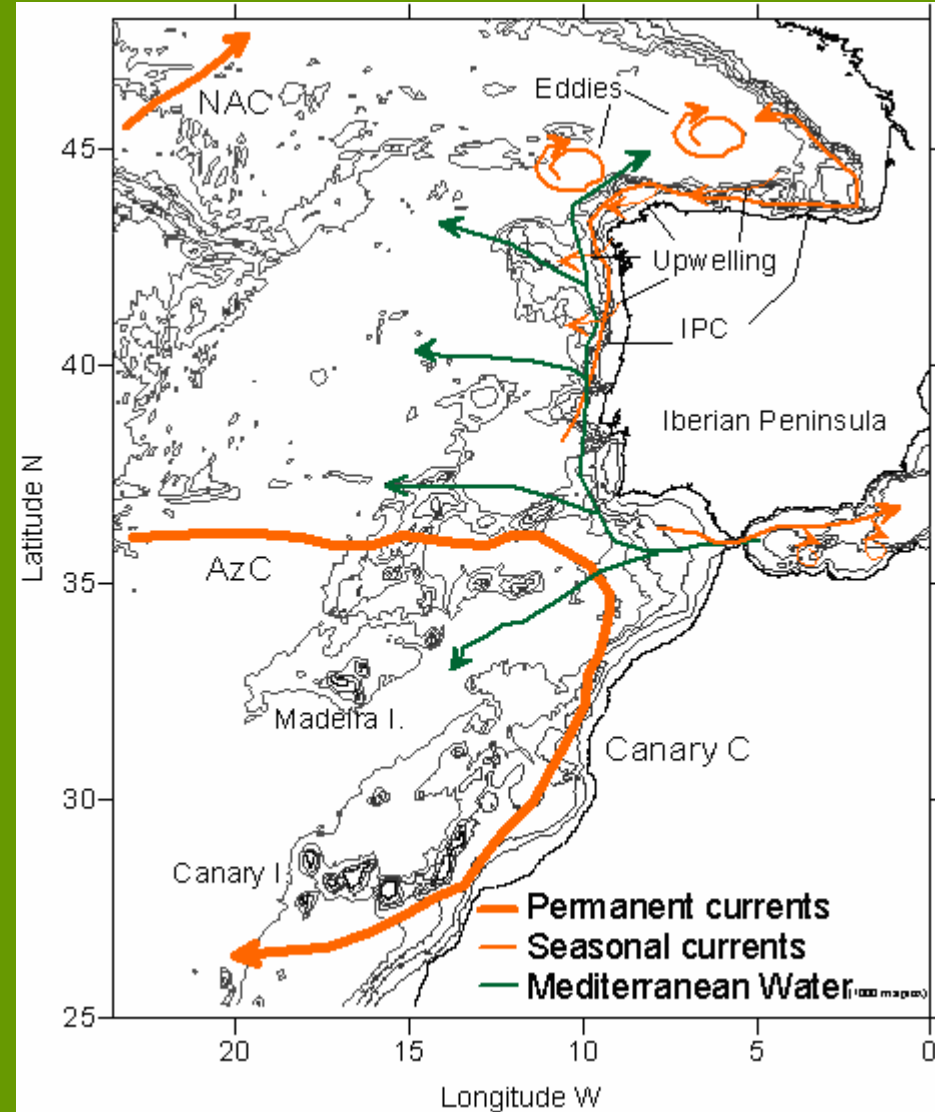 NAC
Eddies
45
Upwelling
IPC
40
Iberian Peninsula
Latitude N
AzC
35
Madeira I.
Canary C
30
Canary I
Permanent currents
Seasonal currents
Mediterranean Water
25
20
15
10
5
0
Longitude W